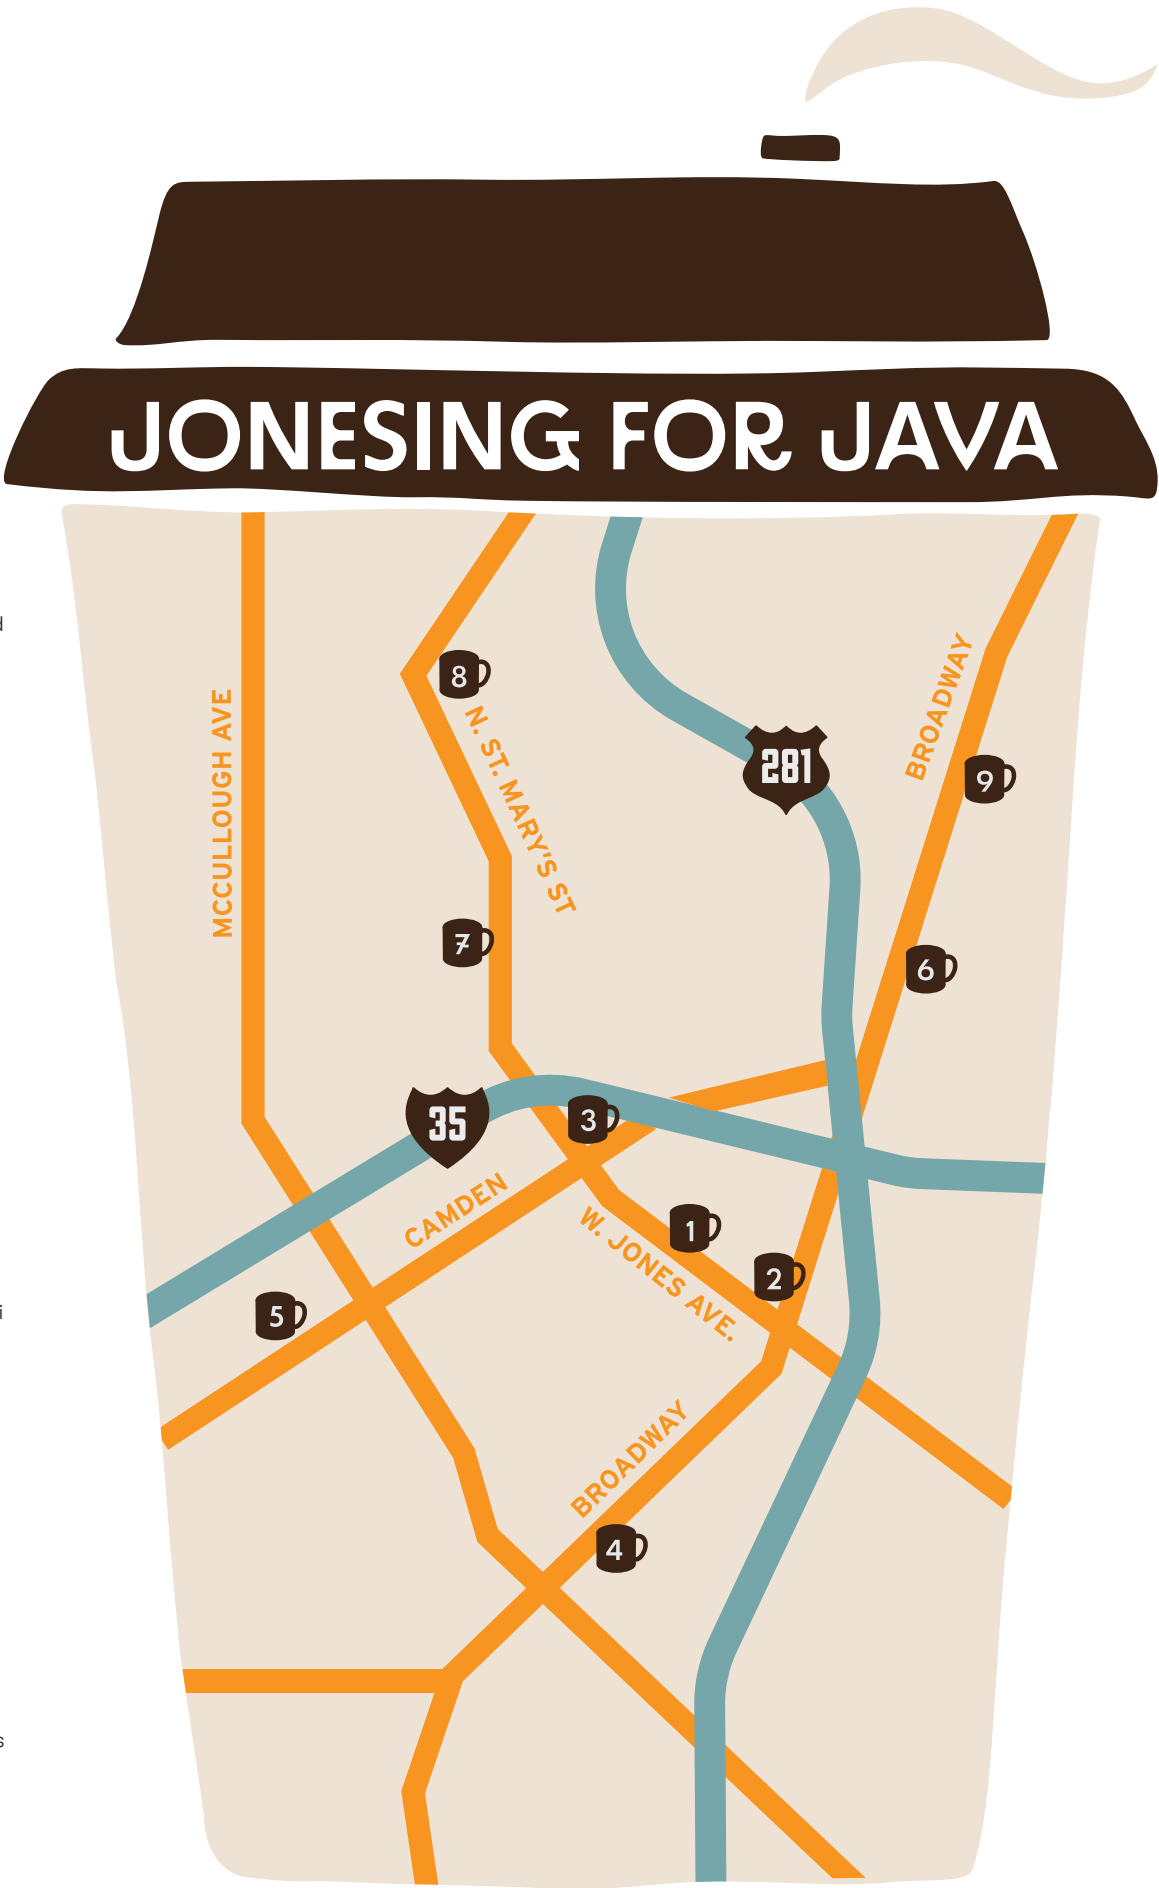 JONESING FOR JAVA
d
BROADWAY
8
MCCULLOUGH AVE
N. ST. MARY'S ST
281
9
7
6
35
3
CAMDEN
W. JONES AVE.
1
2
5
i
BROADWAY
4
s